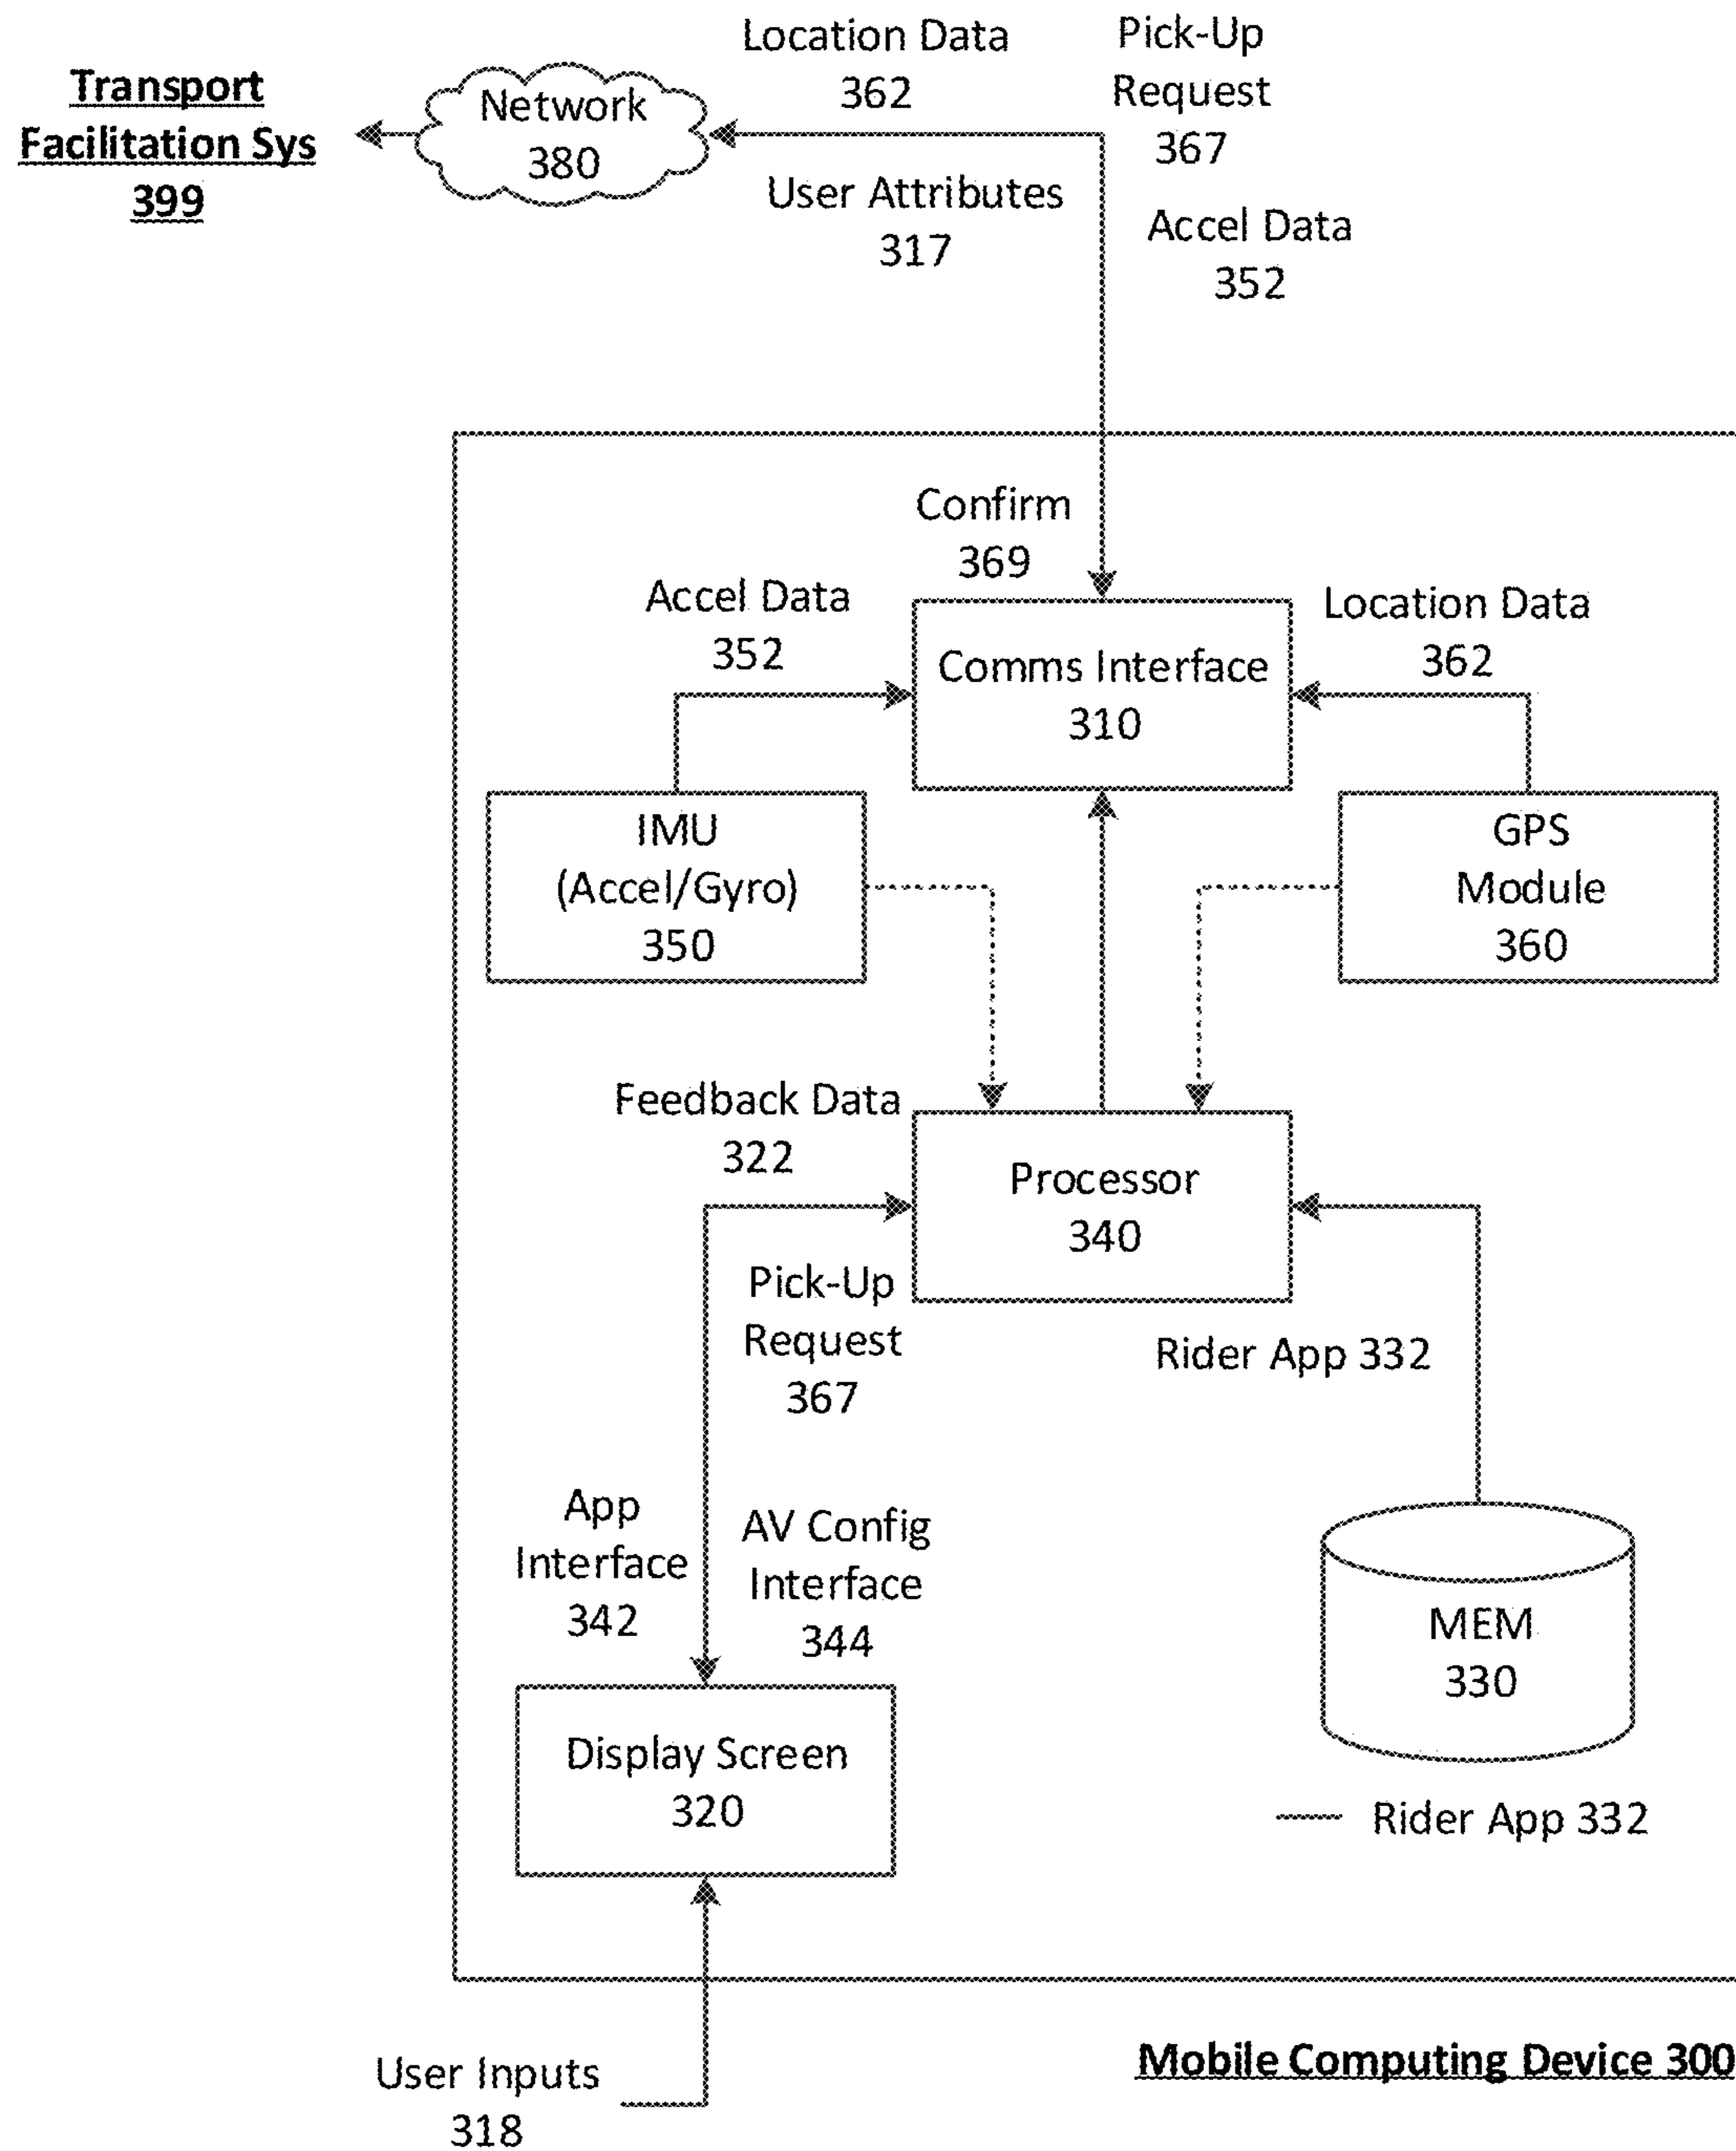 Transport
Facilitation Sys
399
Network
380
Location Data
362
Pick-Up
Request
367
User Attributes
317
Accel Data
352
Confirm
369
Accel Data
352
Comms Interface
310
Location Data
362
IMU
(Accel/Gyro)
350
GPS
Module
360
Feedback Data
322
Processor
340
Pick-Up
Request
367
Rider App 332
App
Interface
342
AV Config
Interface
344
MEM
330
Display Screen
320
Rider App 332
Mobile Computing Device 300
User Inputs
318